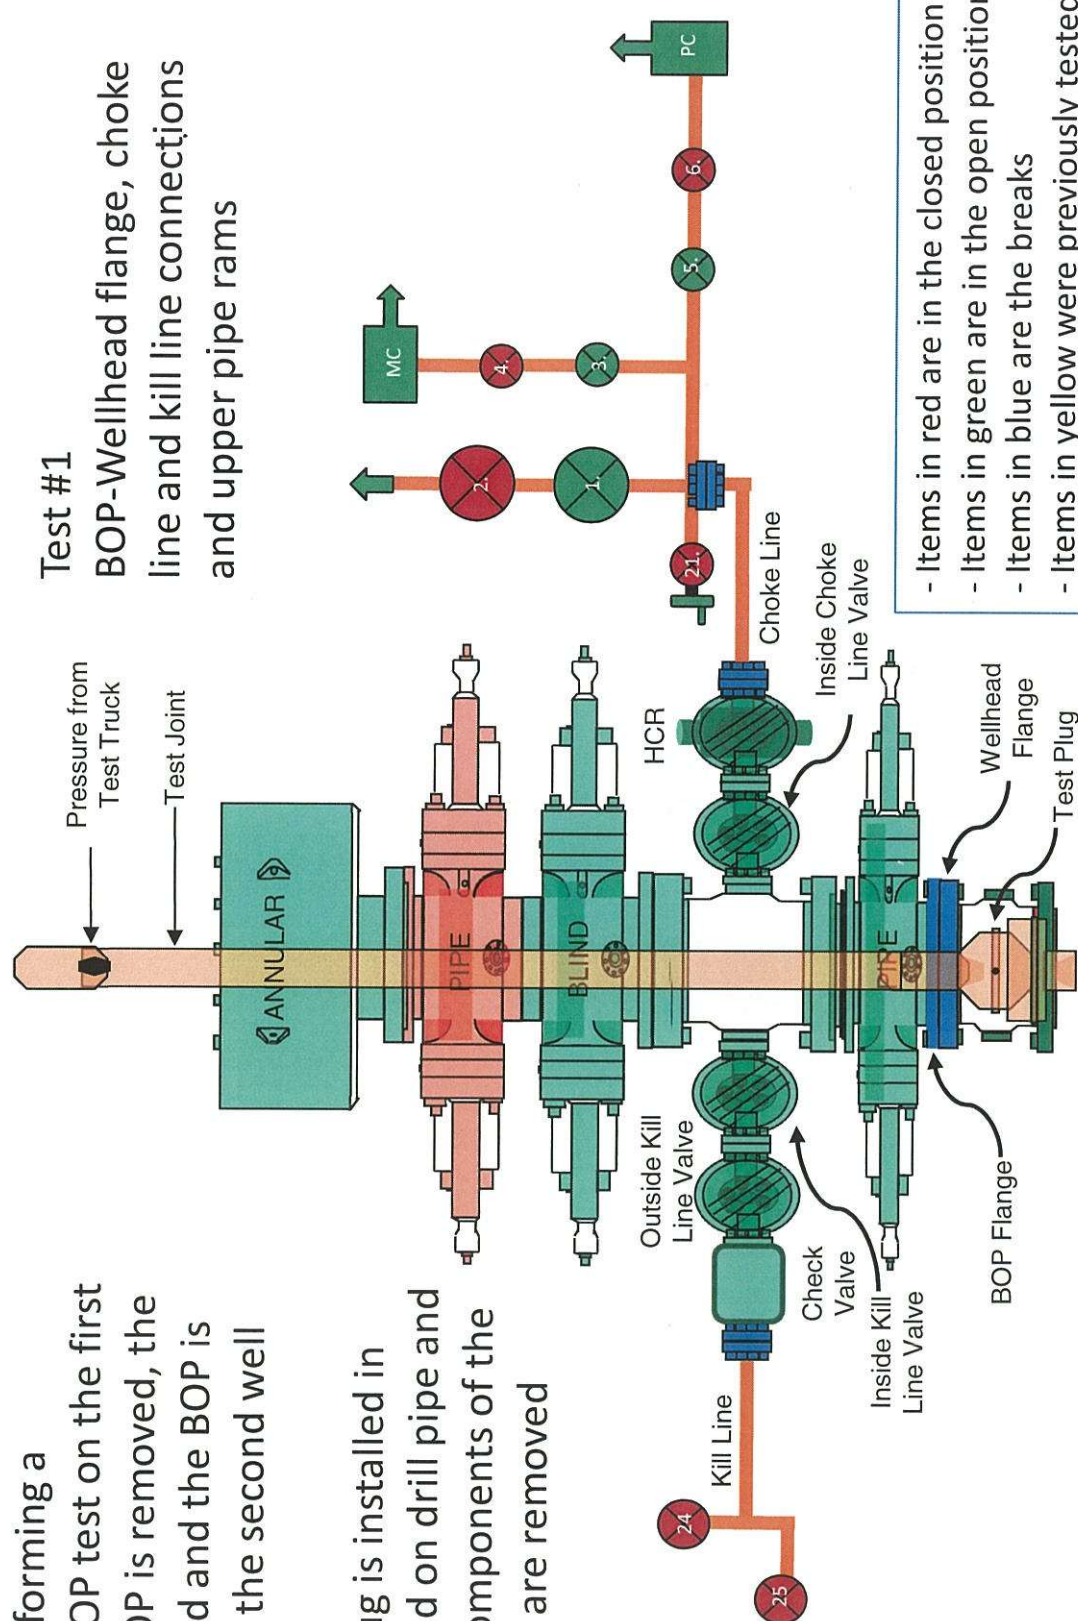 forming a
OP test on the first
OP is removed, the
d and the BOP is
the second well
ug is installed in
d on drill pipe and
omponents of the
are removed
Test #1
BOP-Wellhead flange, choke
line and kill line connections
and upper pipe rams
Pressure from
Test Truck
Test Joint
ANNULAR
PIPE
BLIND
PIPE
HCR
Inside Choke
Line Valve
Choke Line
Outside Kill
Line Valve
Check
Valve
Inside Kill
Line Valve
Kill Line
24
25
BOP Flange
Wellhead
Flange
Test Plug
21.
1.
2.
3.
4.
MC
5.
6.
PC
- Items in red are in the closed position
- Items in green are in the open position
- Items in blue are the breaks
- Items in yellow were previously tested